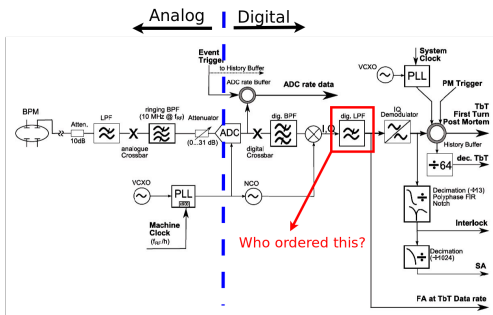 Analog
Digital
Event
Trigger
to History Buffer
ADC rate Buffer
ADC rate data
System
Clock
VCXO
PLL
PM Trigger
BPM
Atten.
10dB
LPF
analogue
Crossbar
ringing BPF
(10 MHz @ fRF)
Attenuator
(0...31 dB)
ADC
digital
Crossbar
dig. BPF
I,Q
dig. LPF
IQ
Demodulator
TbT
First Turn
Post Mortem
History Buffer
÷64
dec. TbT
VCXO
PLL
NCO
Machine
Clock
(fRF/h)
Who ordered this?
Decimation (÷13)
Polyphase FIR
Notch
÷
Interlock
Decimation
(÷1024)
÷
SA
FA at TbT Data rate